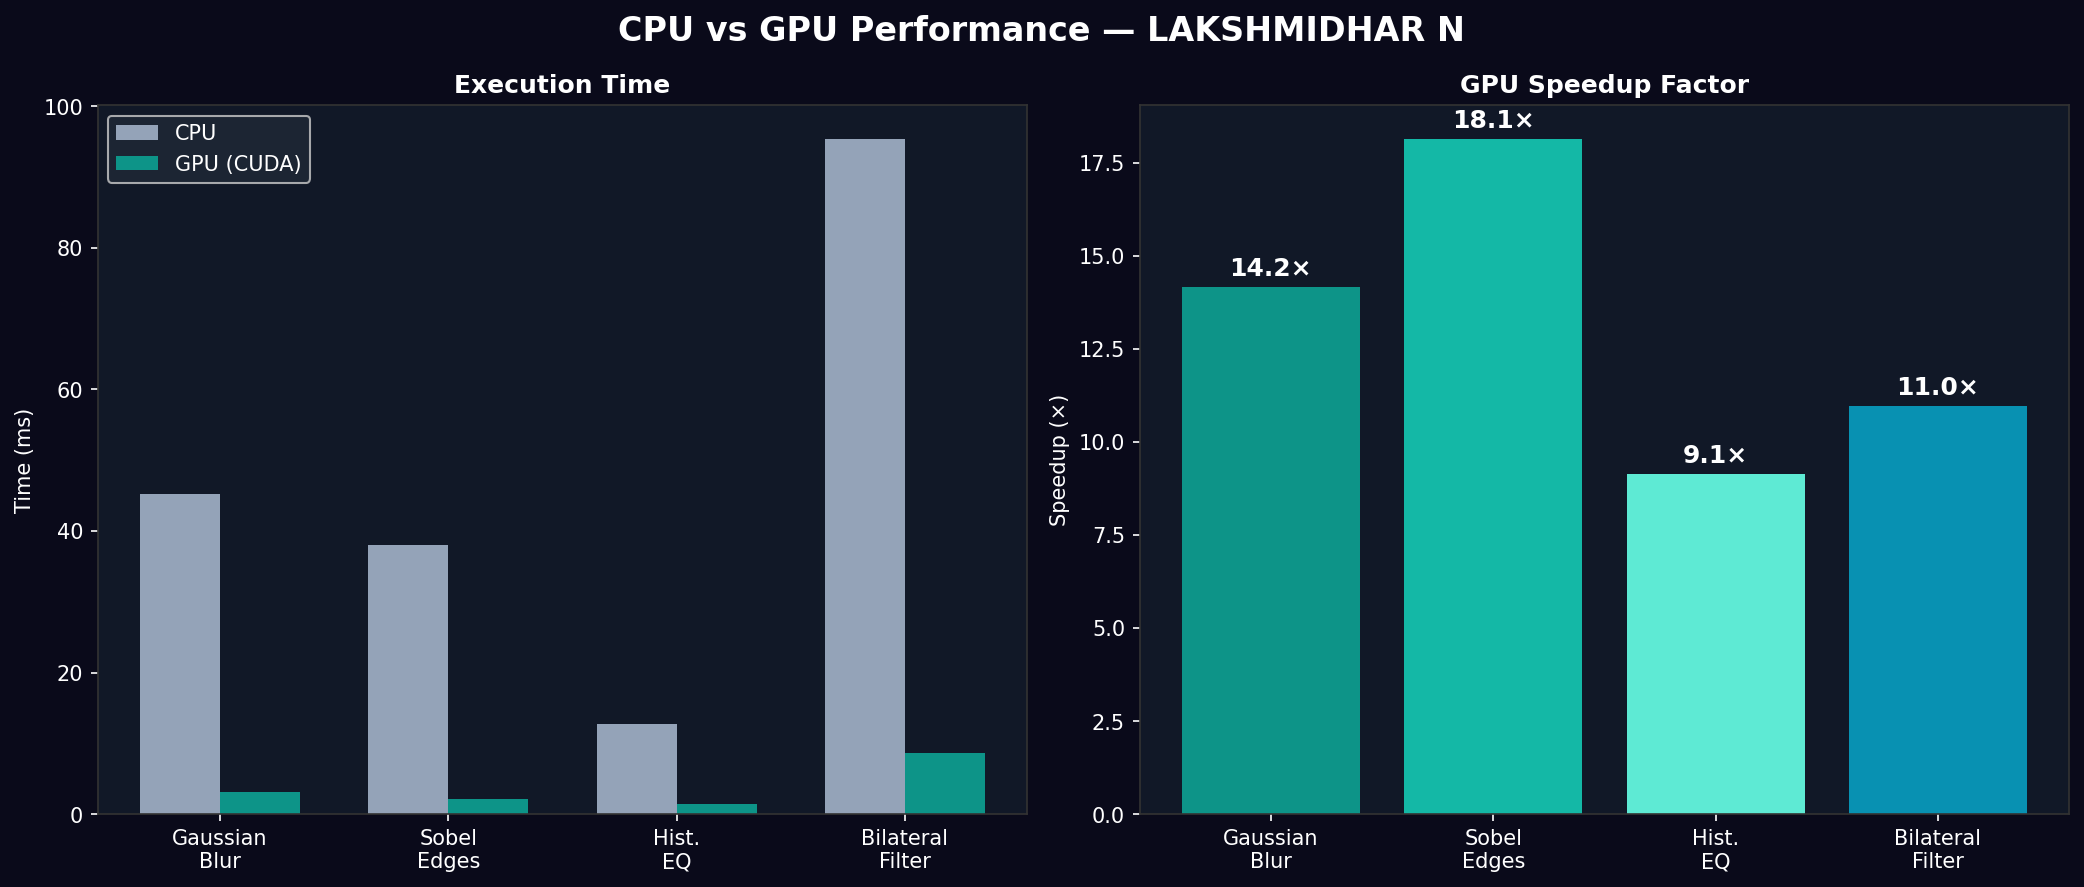 CPU vs GPU Performance — LAKSHMIDHAR N
Execution Time
CPU
GPU (CUDA)
Time (ms)
100
80
60
40
20
0
Gaussian
Blur
Sobel
Edges
Hist.
EQ
Bilateral
Filter
GPU Speedup Factor
Speedup (×)
17.5
15.0
12.5
10.0
7.5
5.0
2.5
0.0
14.2×
18.1×
9.1×
11.0×
Gaussian
Blur
Sobel
Edges
Hist.
EQ
Bilateral
Filter